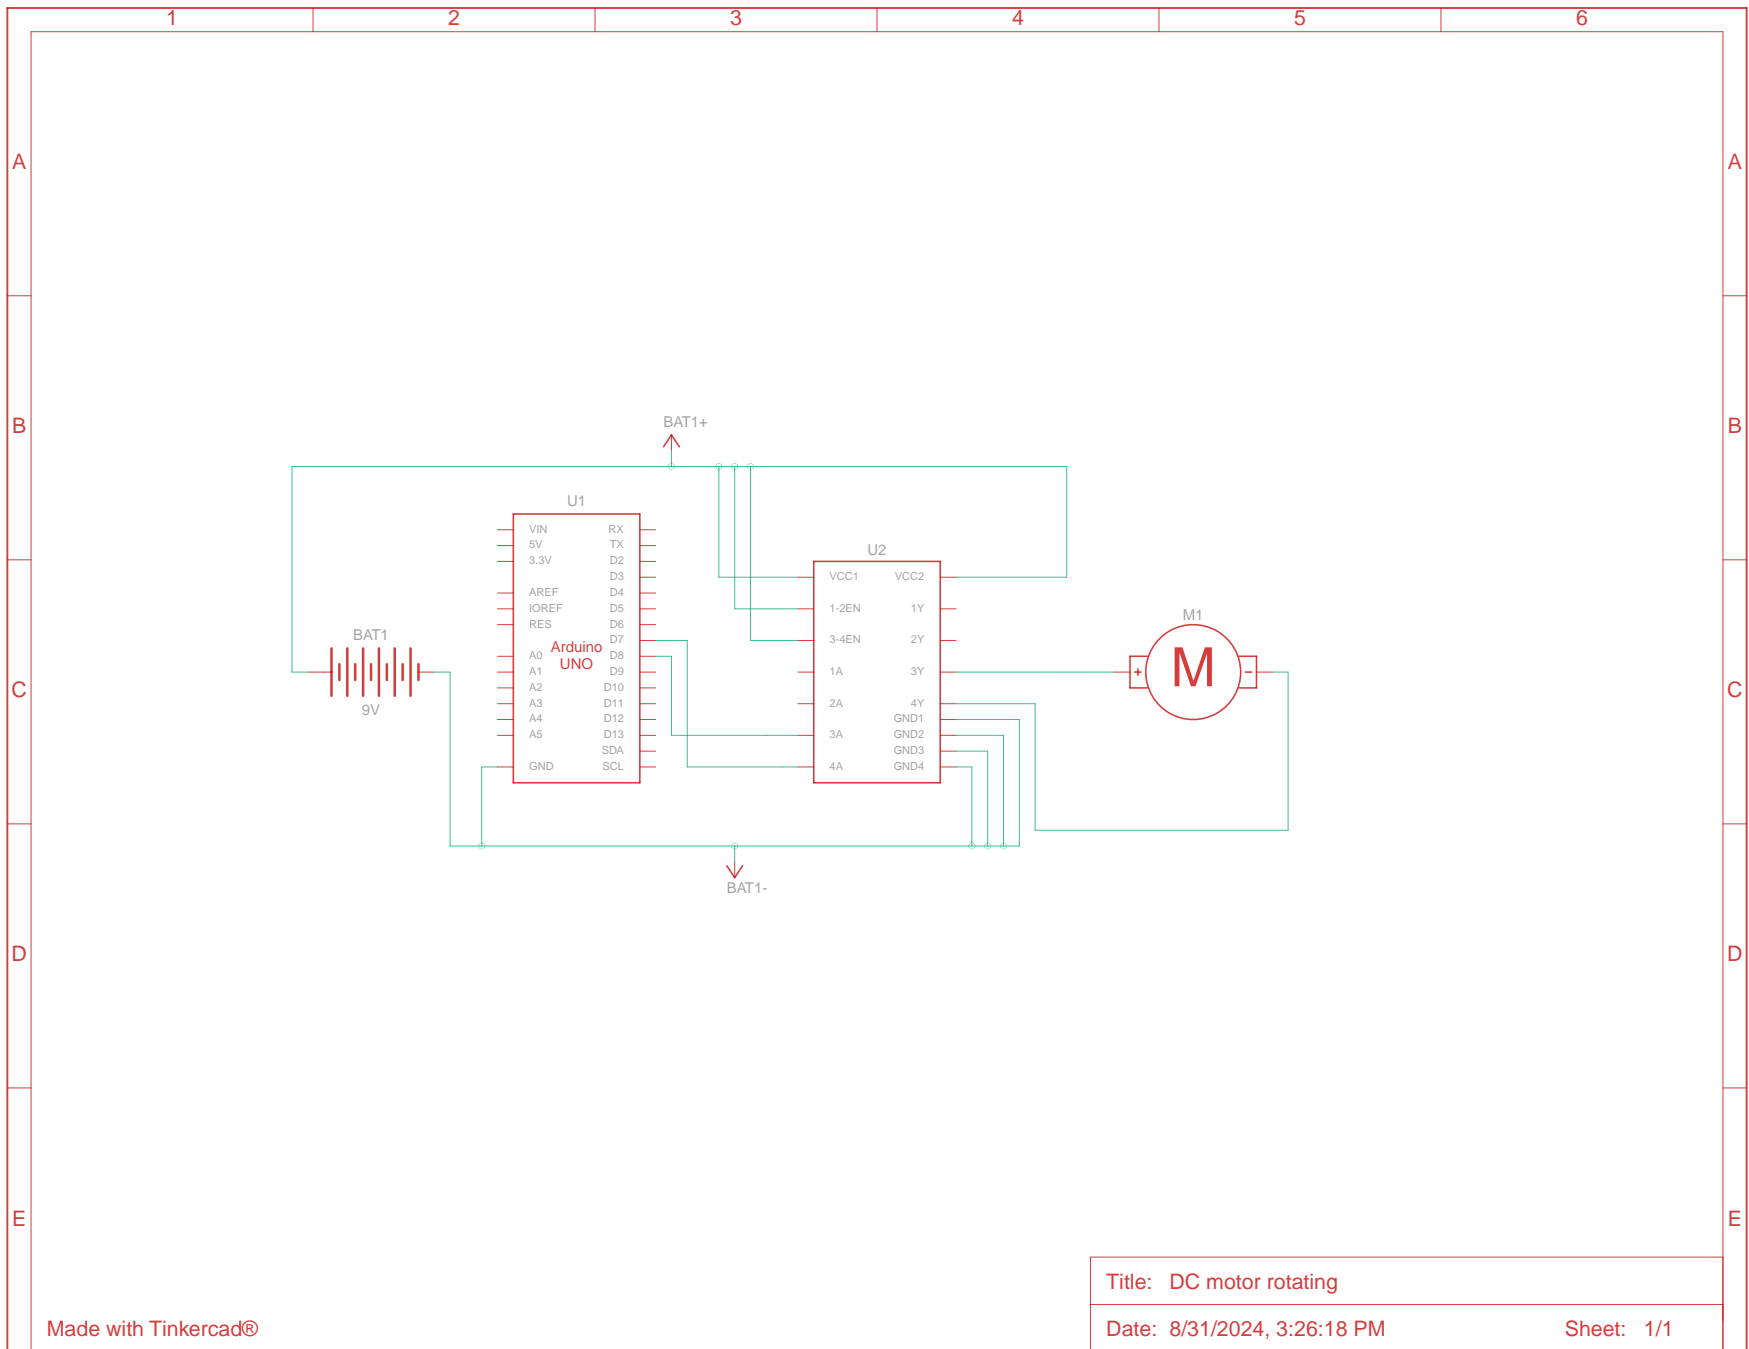 1 2 3 4 5 6
A A
B B
BAT1+
U1
VIN RX
5V TX
3.3V D2
D3
AREF D4
IOREF D5
RES D6
D7
A0 D8
A1 D9
A2 D10
A3 D11
A4 D12
A5 D13
SDA
GND SCL
Arduino
UNO
U2
VCC1 VCC2
1-2EN 1Y
3-4EN 2Y
1A 3Y
2A 4Y
GND1
3A GND2
GND3
4A GND4
BAT1
9V
M1
+ M -
C C
BAT1-
D D
E E
Title: DC motor rotating
Made with Tinkercad®
Date: 8/31/2024, 3:26:18 PM Sheet: 1/1